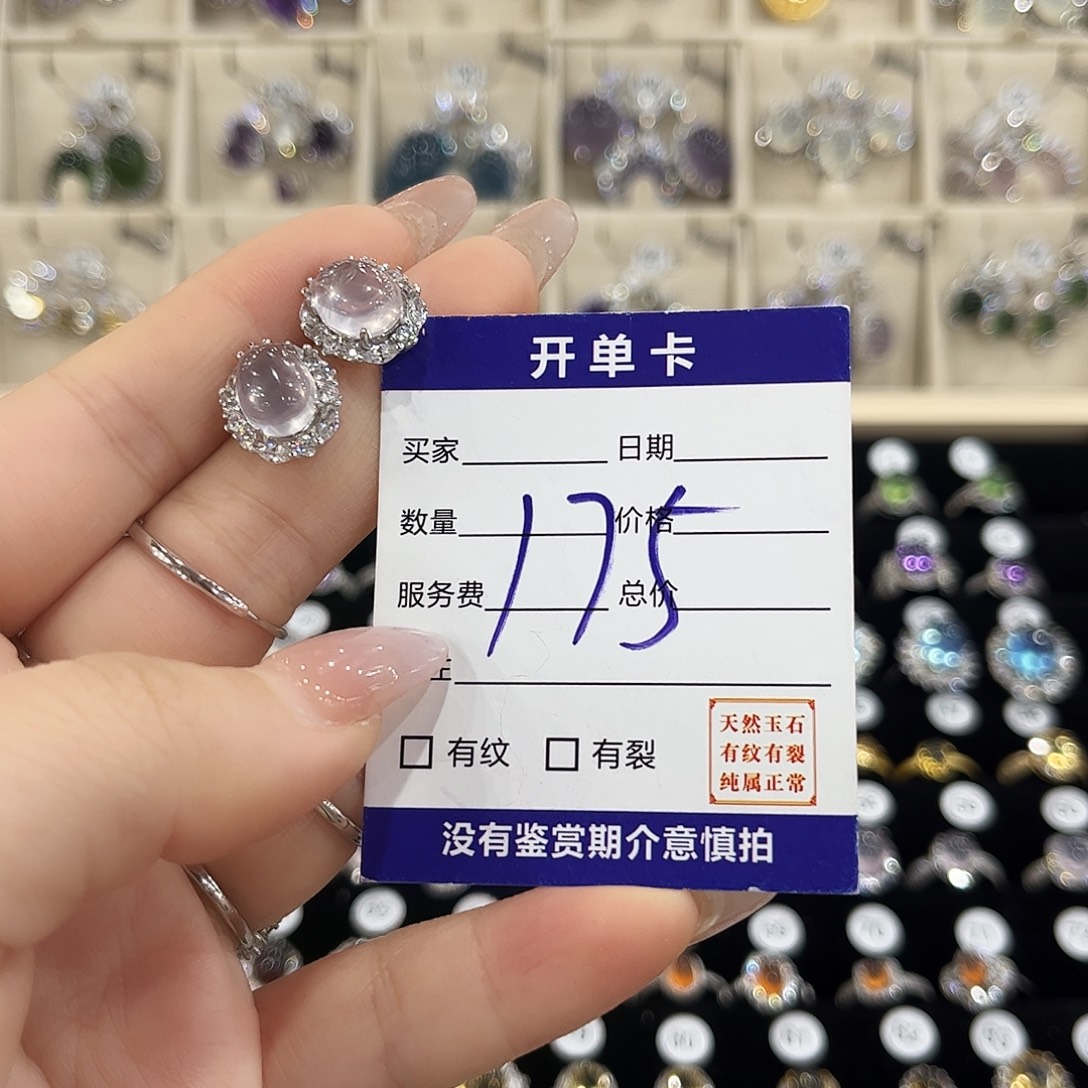 开单卡
买家 日期
数量 价格
服务费 总价
175
有纹 有裂
天然玉石
有纹有裂
纯属正常
没有鉴赏期介意慎拍